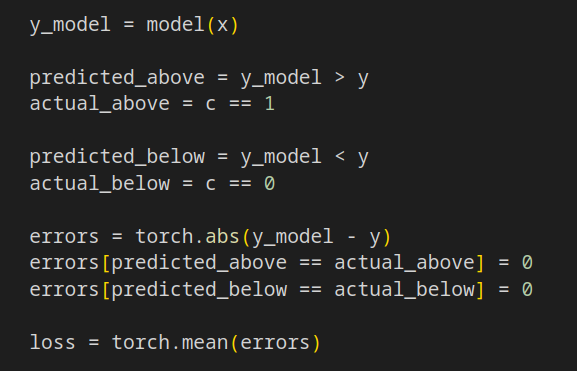 y_model = model(x)
predicted_above = y_model > y
actual_above = c == 1
predicted_below = y_model < y
actual_below = c == 0
errors = torch.abs(y_model - y)
errors[predicted_above == actual_above] = 0
errors[predicted_below == actual_below] = 0
loss = torch.mean(errors)